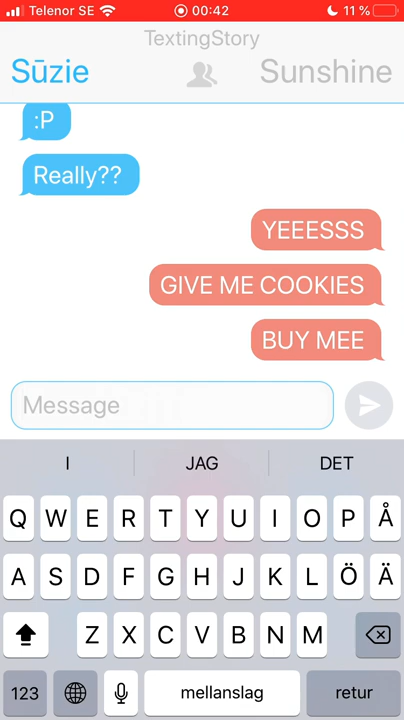 Telenor SE 00:42 11 %
TextingStory
Sūzie Sunshine
:P
Really??
YEEESSS
GIVE ME COOKIES
BUY MEE
Message
I JAG DET
Q W E R T Y U I O P Å
A S D F G H J K L Ö Ä
Z X C V B N M
123 mellanslag retur